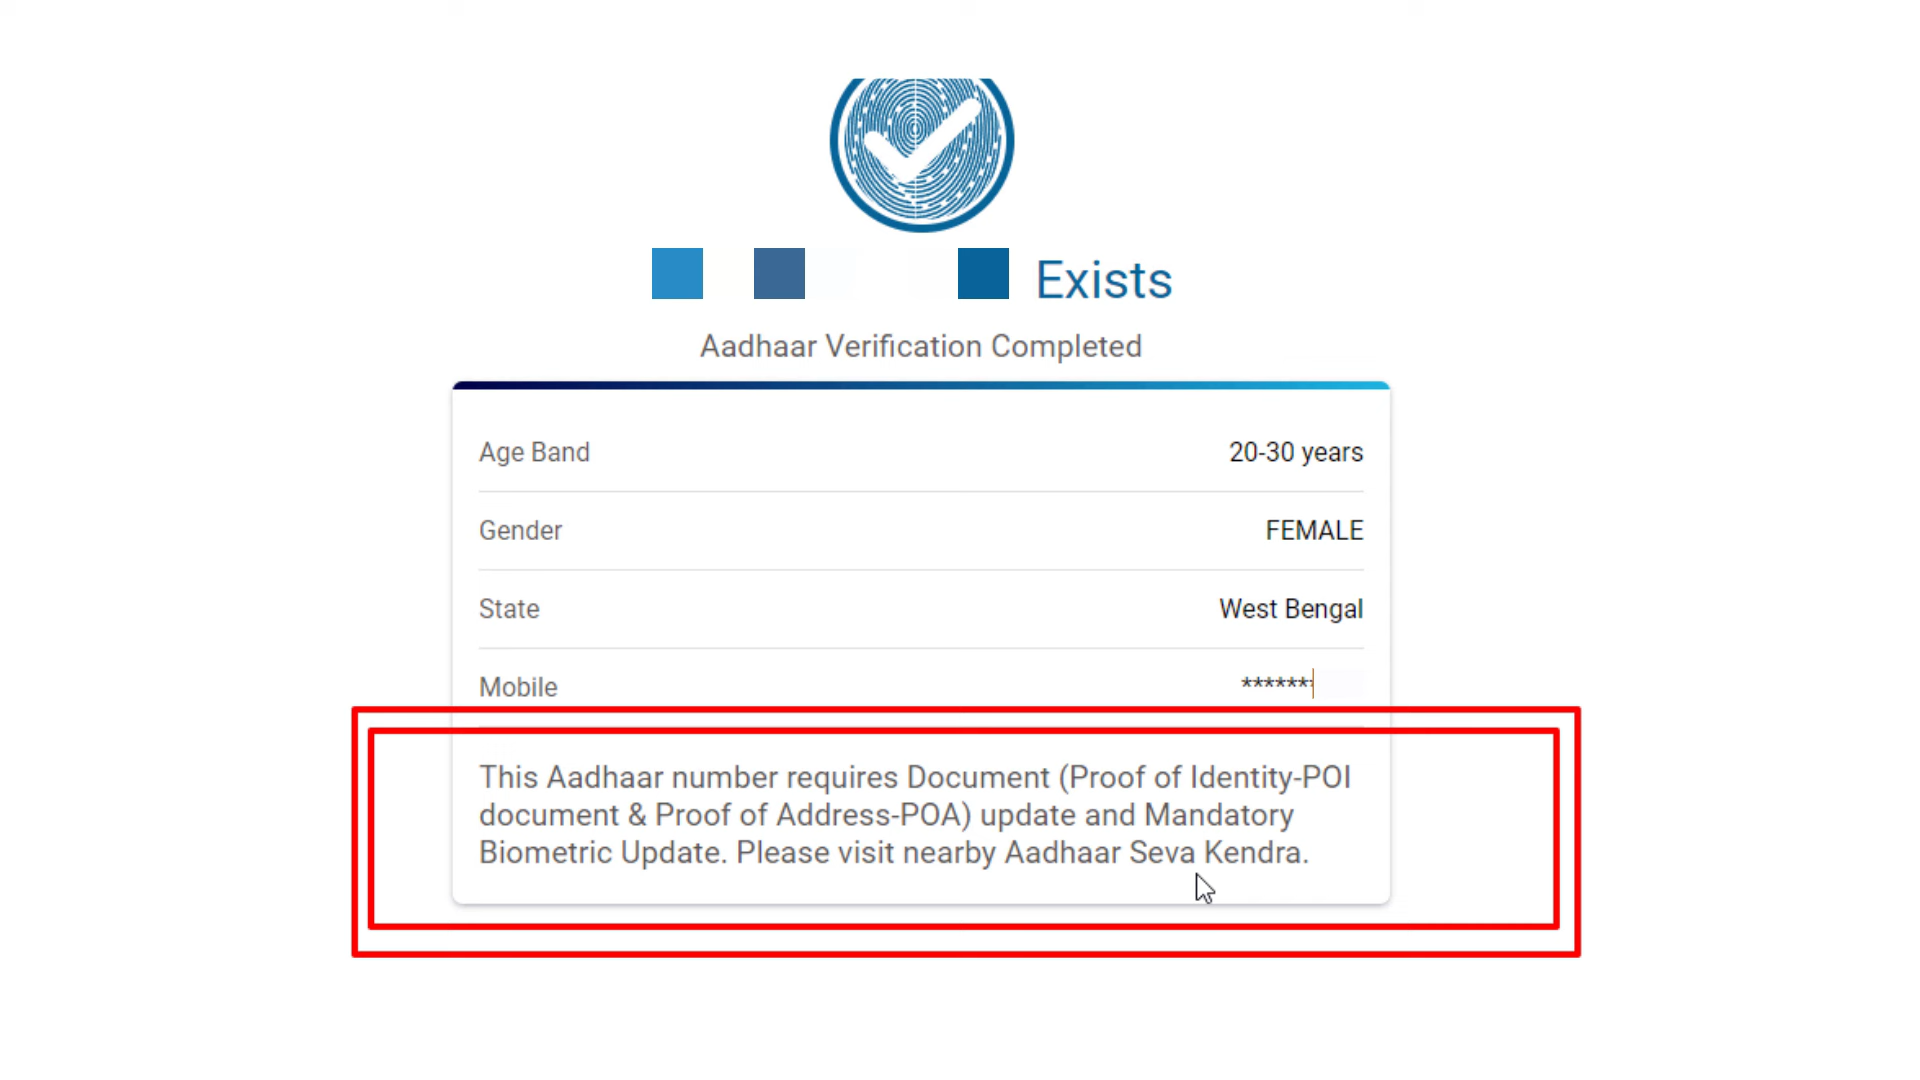 Exists
Aadhaar Verification Completed
Age Band 20-30 years
Gender FEMALE
State West Bengal
Mobile *******
This Aadhaar number requires Document (Proof of Identity-POI
document & Proof of Address-POA) update and Mandatory
Biometric Update. Please visit nearby Aadhaar Seva Kendra.